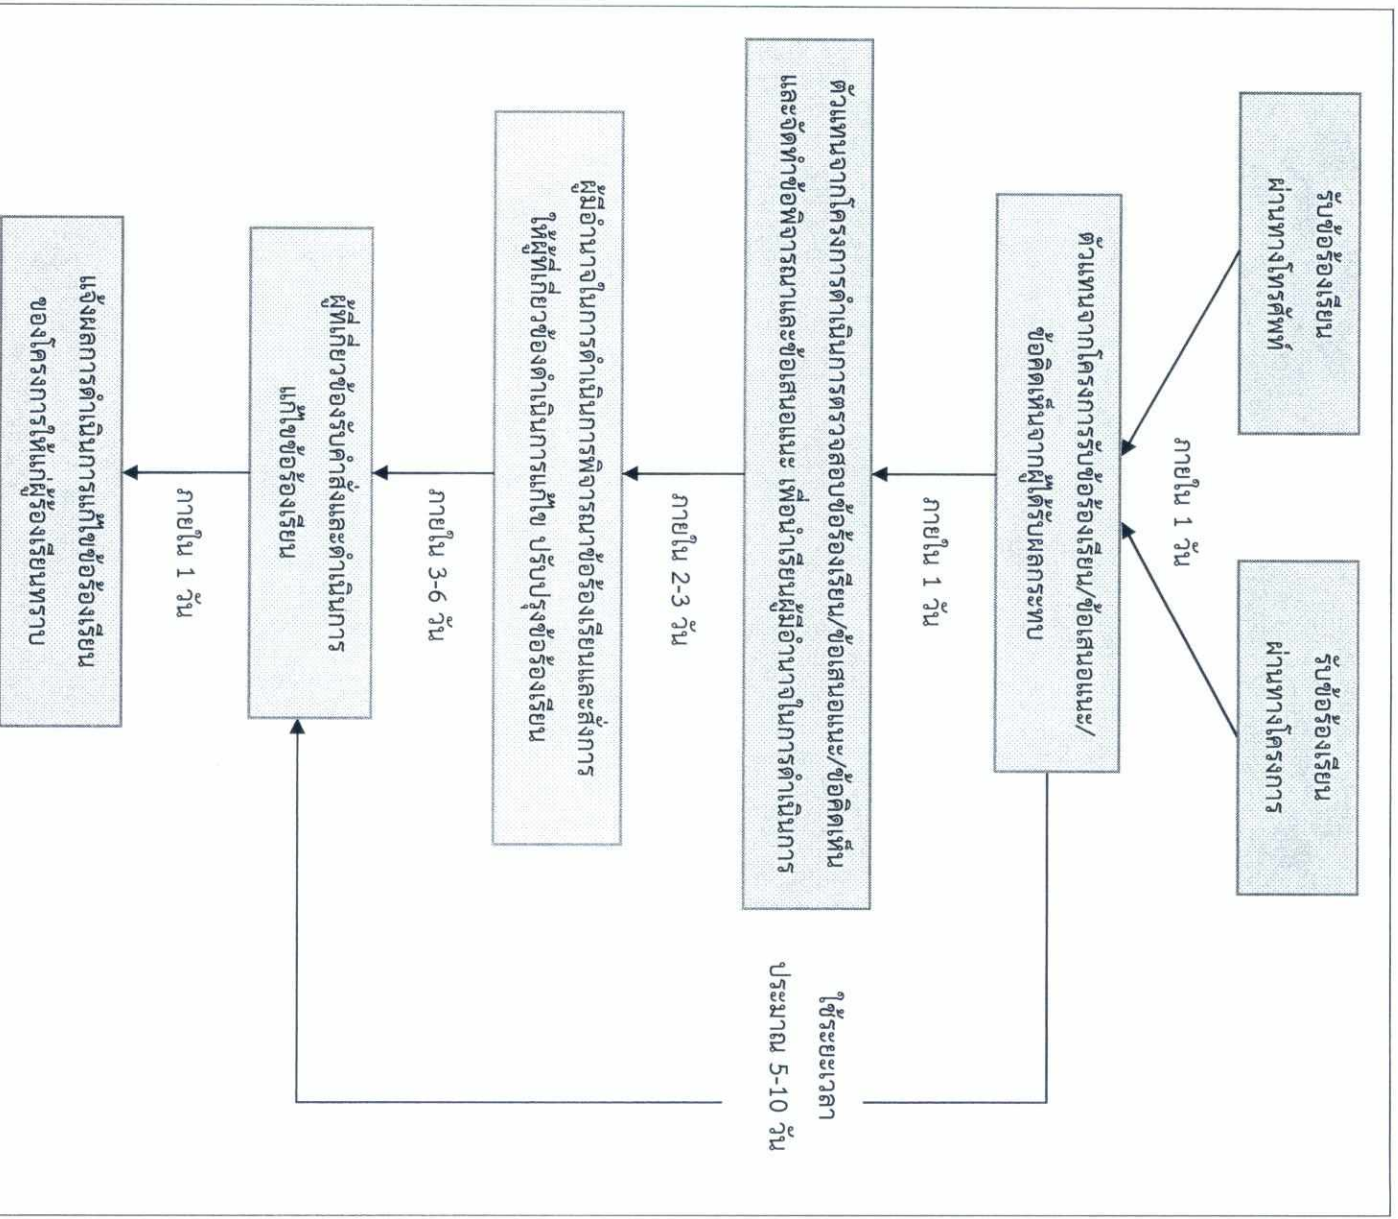 รับข้อร้องเรียน
ผ่านทางโทรศัพท์
รับข้อร้องเรียน
ผ่านทางโครงการ
ภายใน 1 วัน
ตัวแทนจากโครงการรับข้อร้องเรียน/ข้อเสนอแนะ/
ข้อคิดเห็นจากผู้ได้รับผลกระทบ
ภายใน 1 วัน
ตัวแทนจากโครงการดำเนินการตรวจสอบข้อร้องเรียน/ข้อเสนอแนะ/ข้อคิดเห็น
และจัดทำข้อพิจารณาและข้อเสนอแนะ เพื่อนำเรียนผู้มีอำนาจในการดำเนินการ
ใช้ระยะเวลา
ประมาณ 5-10 วัน
ภายใน 2-3 วัน
ผู้มีอำนาจในการดำเนินการพิจารณาข้อร้องเรียนและสั่งการ
ให้ผู้ที่เกี่ยวข้องดำเนินการแก้ไข ปรับปรุงข้อร้องเรียน
ภายใน 3-6 วัน
ผู้ที่เกี่ยวข้องรับคำสั่งและดำเนินการ
แก้ไขข้อร้องเรียน
ภายใน 1 วัน
แจ้งผลการดำเนินการแก้ไขข้อร้องเรียน
ของโครงการให้แก่ผู้ร้องเรียนทราบ